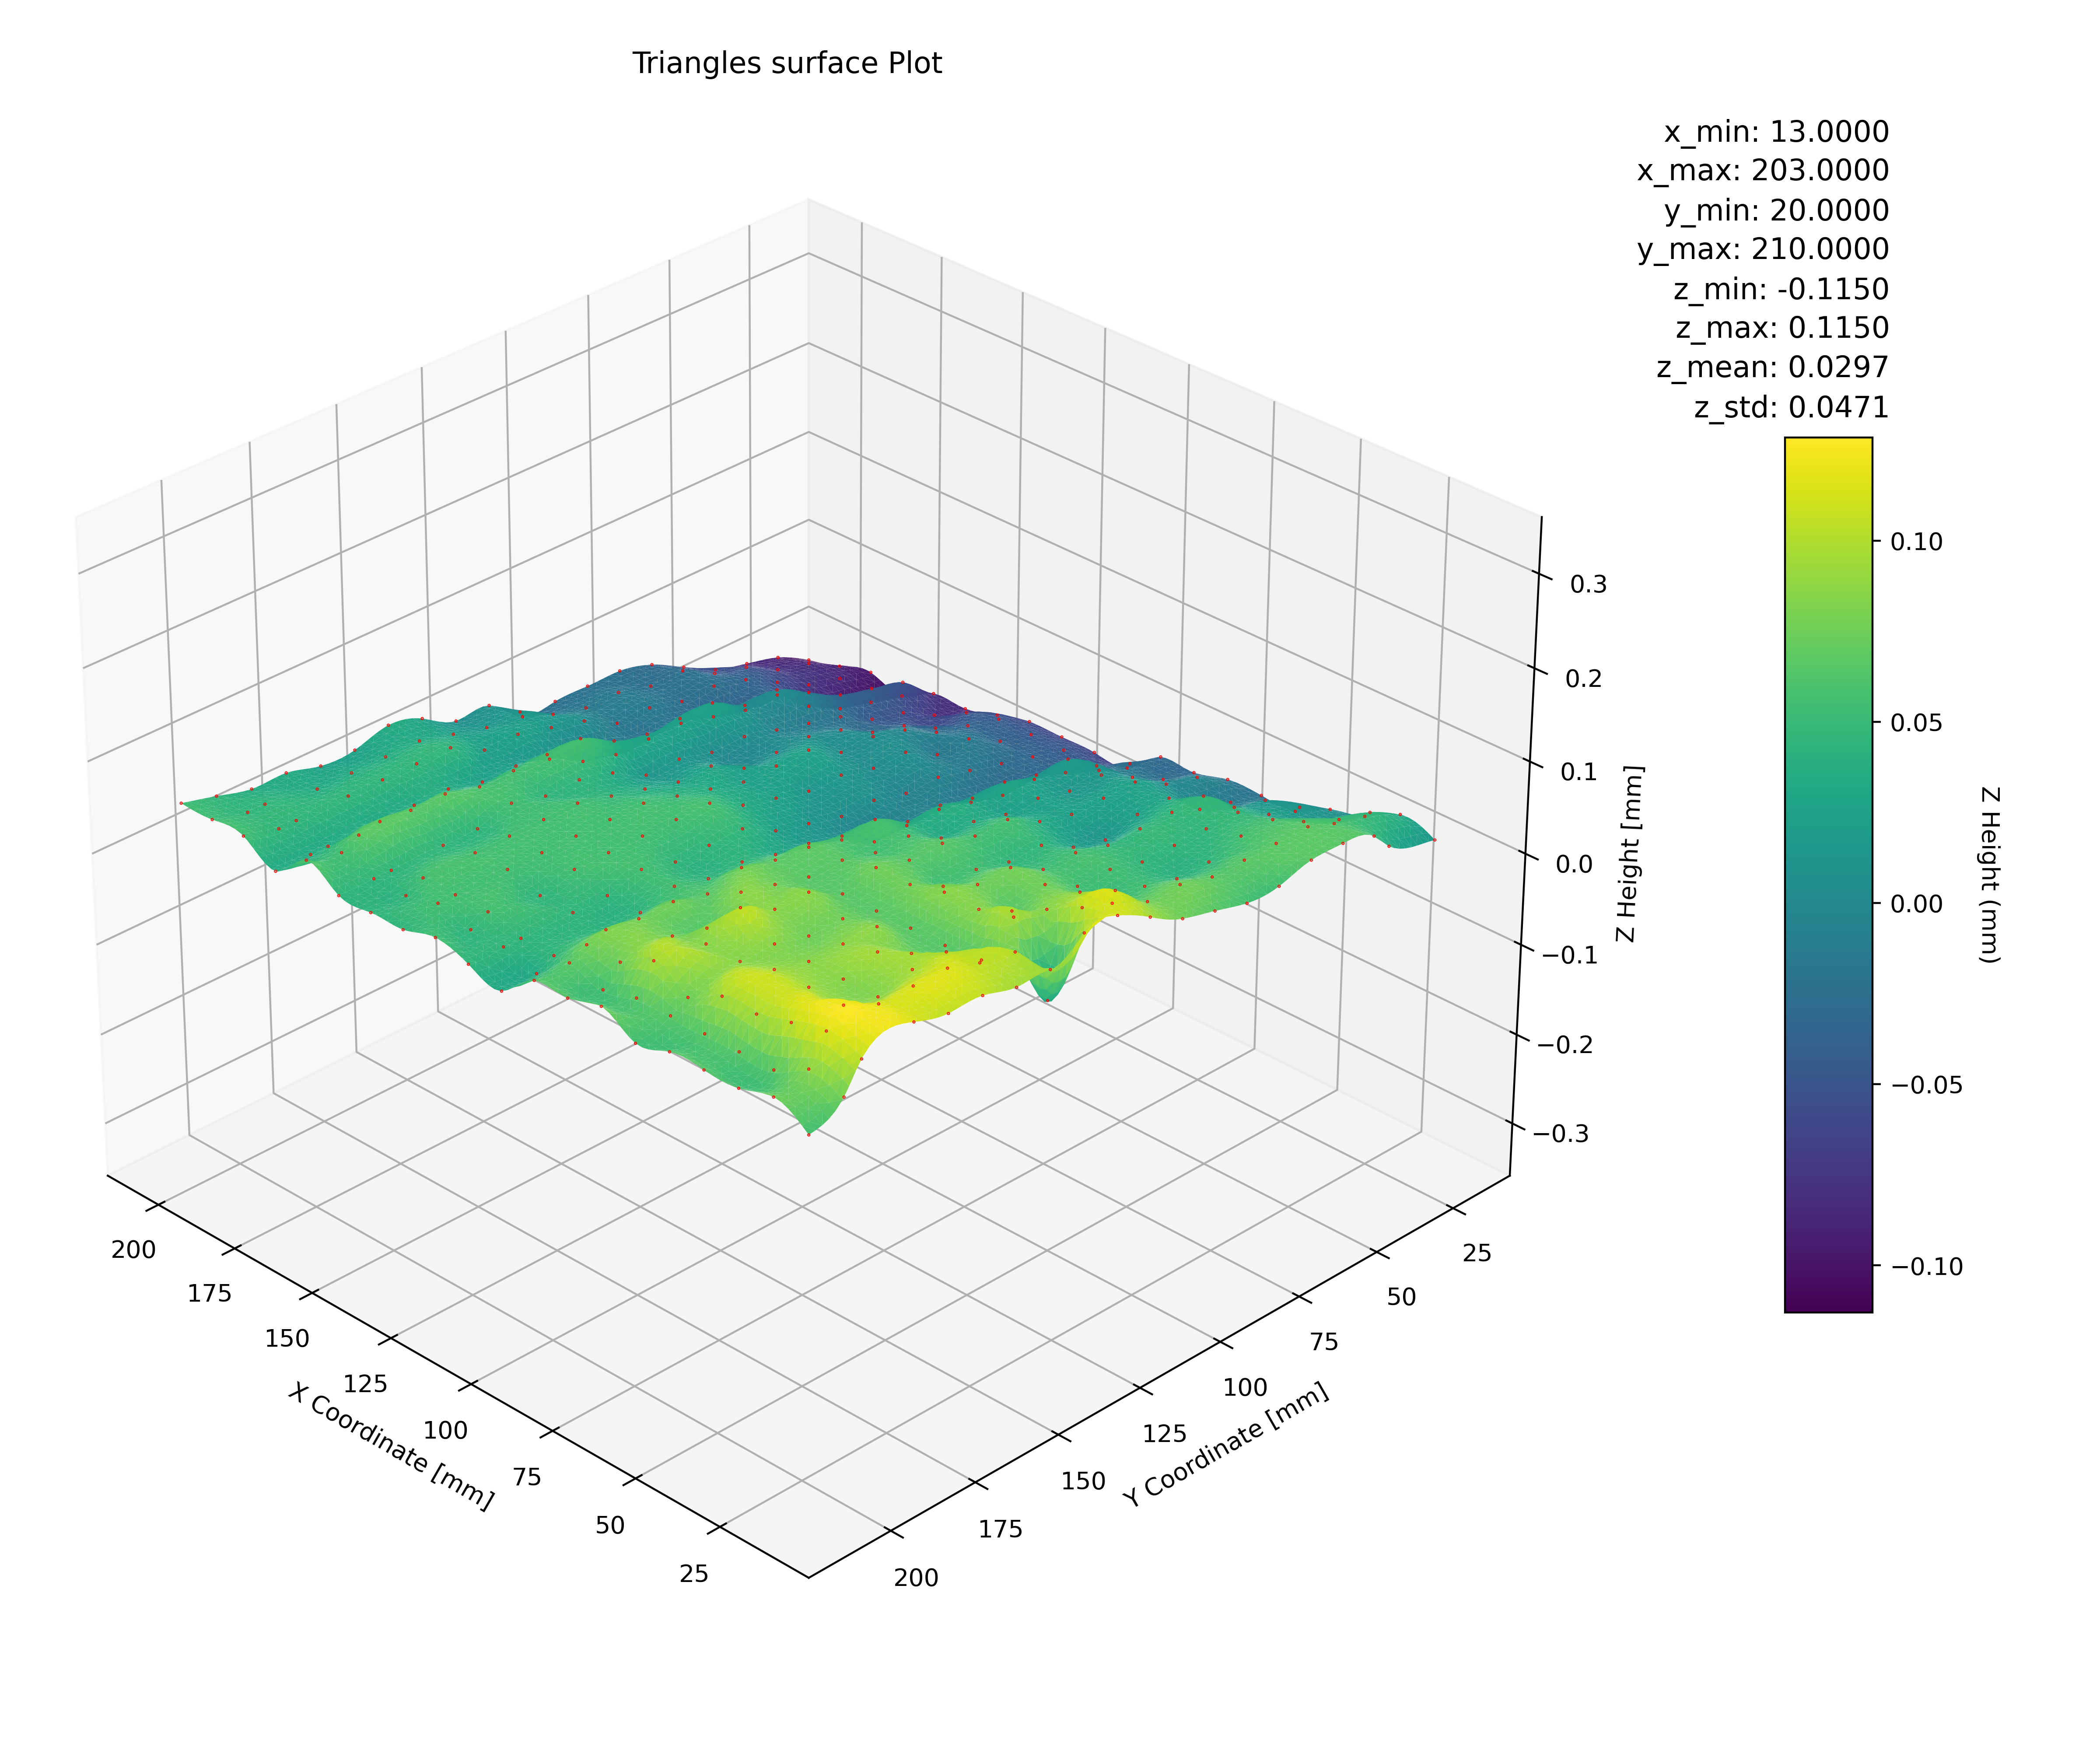 Triangles surface Plot
x_min: 13.0000
x_max: 203.0000
y_min: 20.0000
y_max: 210.0000
z_min: -0.1150
z_max: 0.1150
z_mean: 0.0297
z_std: 0.0471
0.3
0.2
0.1
0.0
−0.1
−0.2
−0.3
Z Height [mm]
0.10
0.05
0.00
−0.05
−0.10
Z Height (mm)
200
175
150
125
100
75
50
25
X Coordinate [mm]
25
50
75
100
125
150
175
200
Y Coordinate [mm]